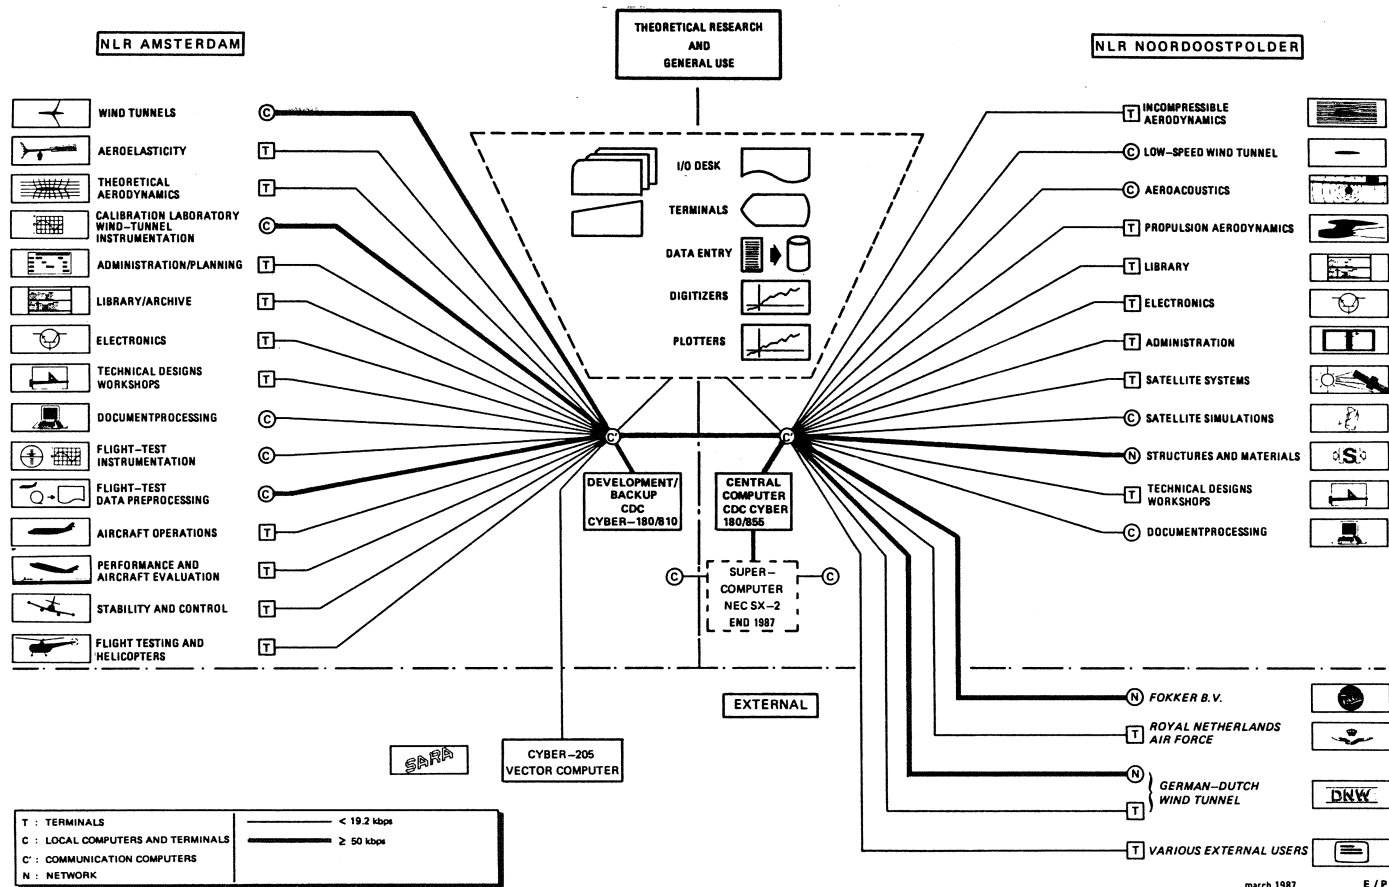 NLR AMSTERDAM
THEORETICAL RESEARCH
AND
GENERAL USE
NLR NOORDOOSTPOLDER
WIND TUNNELS
C
AEROELASTICITY
T
THEORETICAL
AERODYNAMICS
T
CALIBRATION LABORATORY
WIND-TUNNEL
INSTRUMENTATION
C
ADMINISTRATION/PLANNING
T
LIBRARY/ARCHIVE
T
ELECTRONICS
T
TECHNICAL DESIGNS
WORKSHOPS
T
DOCUMENTPROCESSING
C
FLIGHT-TEST
INSTRUMENTATION
C
FLIGHT-TEST
DATA PREPROCESSING
C
AIRCRAFT OPERATIONS
T
PERFORMANCE AND
AIRCRAFT EVALUATION
T
STABILITY AND CONTROL
T
FLIGHT TESTING AND
HELICOPTERS
T
I/O DESK
TERMINALS
DATA ENTRY
DIGITIZERS
PLOTTERS
C'
C'
DEVELOPMENT/
BACKUP
CDC
CYBER-180/810
CENTRAL
COMPUTER
CDC CYBER
180/855
C
SUPER-
COMPUTER
NEC SX-2
END 1987
C
T
INCOMPRESSIBLE
AERODYNAMICS
C
LOW-SPEED WIND TUNNEL
C
AEROACOUSTICS
T
PROPULSION AERODYNAMICS
T
LIBRARY
T
ELECTRONICS
T
ADMINISTRATION
T
SATELLITE SYSTEMS
C
SATELLITE SIMULATIONS
N
STRUCTURES AND MATERIALS
S
T
TECHNICAL DESIGNS
WORKSHOPS
C
DOCUMENTPROCESSING
EXTERNAL
SARA
CYBER-205
VECTOR COMPUTER
N
FOKKER B.V.
T
ROYAL NETHERLANDS
AIR FORCE
N
T
GERMAN-DUTCH
WIND TUNNEL
DNW
T
VARIOUS EXTERNAL USERS
T : TERMINALS
C : LOCAL COMPUTERS AND TERMINALS
C' : COMMUNICATION COMPUTERS
N : NETWORK
< 19.2 kbps
≥ 50 kbps
march 1987
E / P